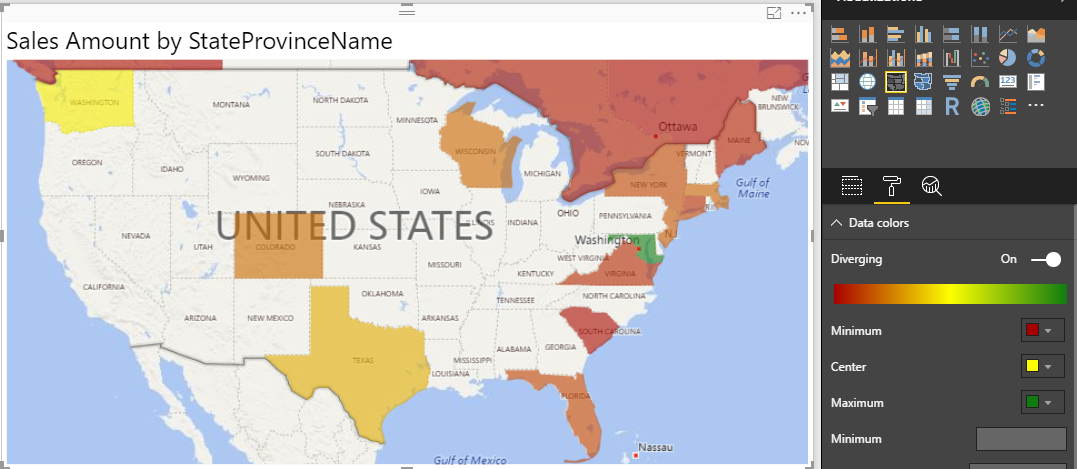 Sales Amount by StateProvinceName
WASHINGTON
MONTANA
NORTH DAKOTA
MINNESOTA
Ottawa
NEW
BRUNSWICK
MAINE
VERMONT
OREGON
IDAHO
SOUTH DAKOTA
WISCONSIN
MICHIGAN
WYOMING
IOWA
NEW YORK
Gulf of
Maine
NEBRASKA
UNITED STATES
ILLINOIS
INDIANA
OHIO
PENNSYLVANIA
NJ
NEVADA
UTAH
COLORADO
KANSAS
Washington
WEST VIRGINIA
MISSOURI
KENTUCKY
VIRGINIA
CALIFORNIA
OKLAHOMA
TENNESSEE
NORTH CAROLINA
ARIZONA
NEW MEXICO
ARKANSAS
SOUTH CAROLINA
MISSISSIPPI
ALABAMA
GEORGIA
TEXAS
LOUISIANA
FLORIDA
Nassau
Gulf of Mexico
123
R
Data colors
Diverging
On
Minimum
Center
Maximum
Minimum